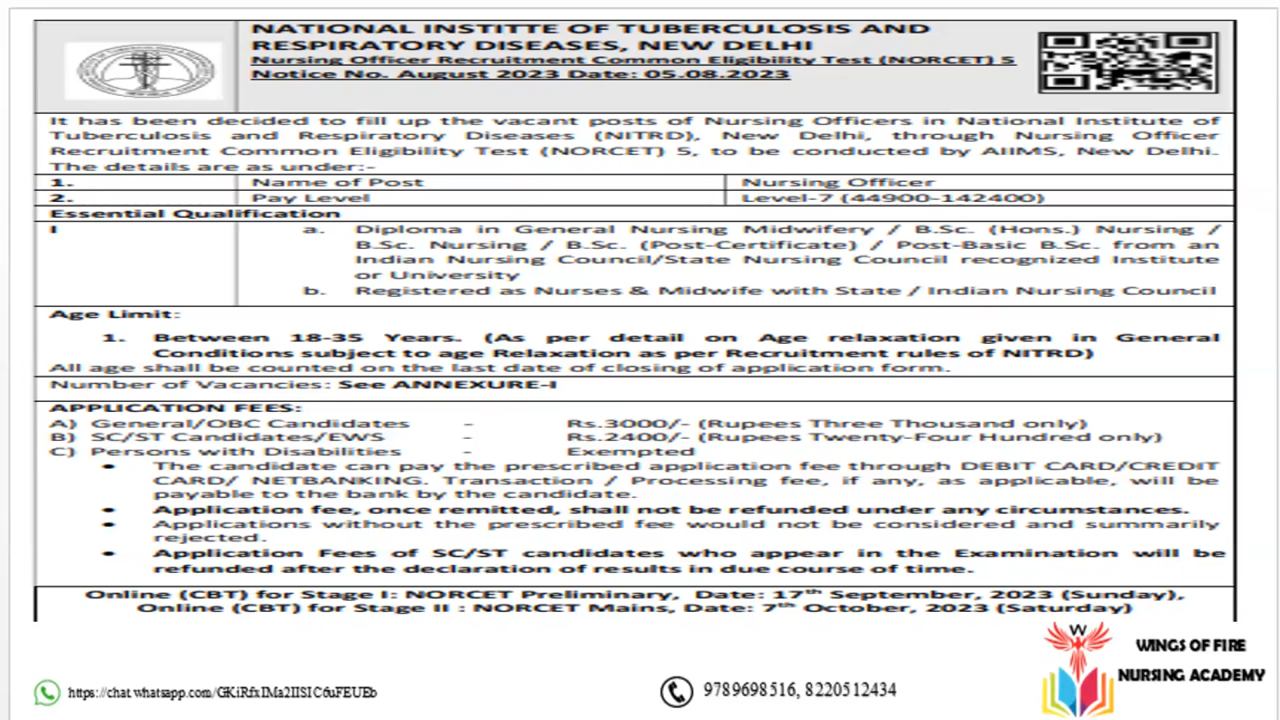 NATIONAL INSTITTE OF TUBERCULOSIS AND
RESPIRATORY DISEASES, NEW DELHI
Nursing Officer Recruitment Common Eligibility Test (NORCET) 5
Notice No. August 2023 Date: 05.08.2023
It has been decided to fill up the vacant posts of Nursing Officers in National Institute of
Tuberculosis and Respiratory Diseases (NITRD), New Delhi, through Nursing Officer
Recruitment Common Eligibility Test (NORCET) 5, to be conducted by AIIMS, New Delhi.
The details are as under:-
1. Name of Post Nursing Officer
2. Pay Level Level-7 (44900-142400)
Essential Qualification
I a. Diploma in General Nursing Midwifery / B.Sc. (Hons.) Nursing /
B.Sc. Nursing / B.Sc. (Post-Certificate) / Post-Basic B.Sc. from an
Indian Nursing Council/State Nursing Council recognized Institute
or University
b. Registered as Nurses & Midwife with State / Indian Nursing Council
Age Limit:
1. Between 18-35 Years. (As per detail on Age relaxation given in General
Conditions subject to age Relaxation as per Recruitment rules of NITRD)
All age shall be counted on the last date of closing of application form.
Number of Vacancies: See ANNEXURE-I
APPLICATION FEES:
A) General/OBC Candidates - Rs.3000/- (Rupees Three Thousand only)
B) SC/ST Candidates/EWS - Rs.2400/- (Rupees Twenty-Four Hundred only)
C) Persons with Disabilities - Exempted
• The candidate can pay the prescribed application fee through DEBIT CARD/CREDIT
CARD/ NETBANKING. Transaction / Processing fee, if any, as applicable, will be
payable to the bank by the candidate.
• Application fee, once remitted, shall not be refunded under any circumstances.
• Applications without the prescribed fee would not be considered and summarily
rejected.
• Application Fees of SC/ST candidates who appear in the Examination will be
refunded after the declaration of results in due course of time.
Online (CBT) for Stage I: NORCET Preliminary, Date: 17th September, 2023 (Sunday),
Online (CBT) for Stage II : NORCET Mains, Date: 7th October, 2023 (Saturday)
W
WINGS OF FIRE
NURSING ACADEMY
https://chat.whatsapp.com/GKiRfxIMa2IISIC6uFEUEb
9789698516, 8220512434